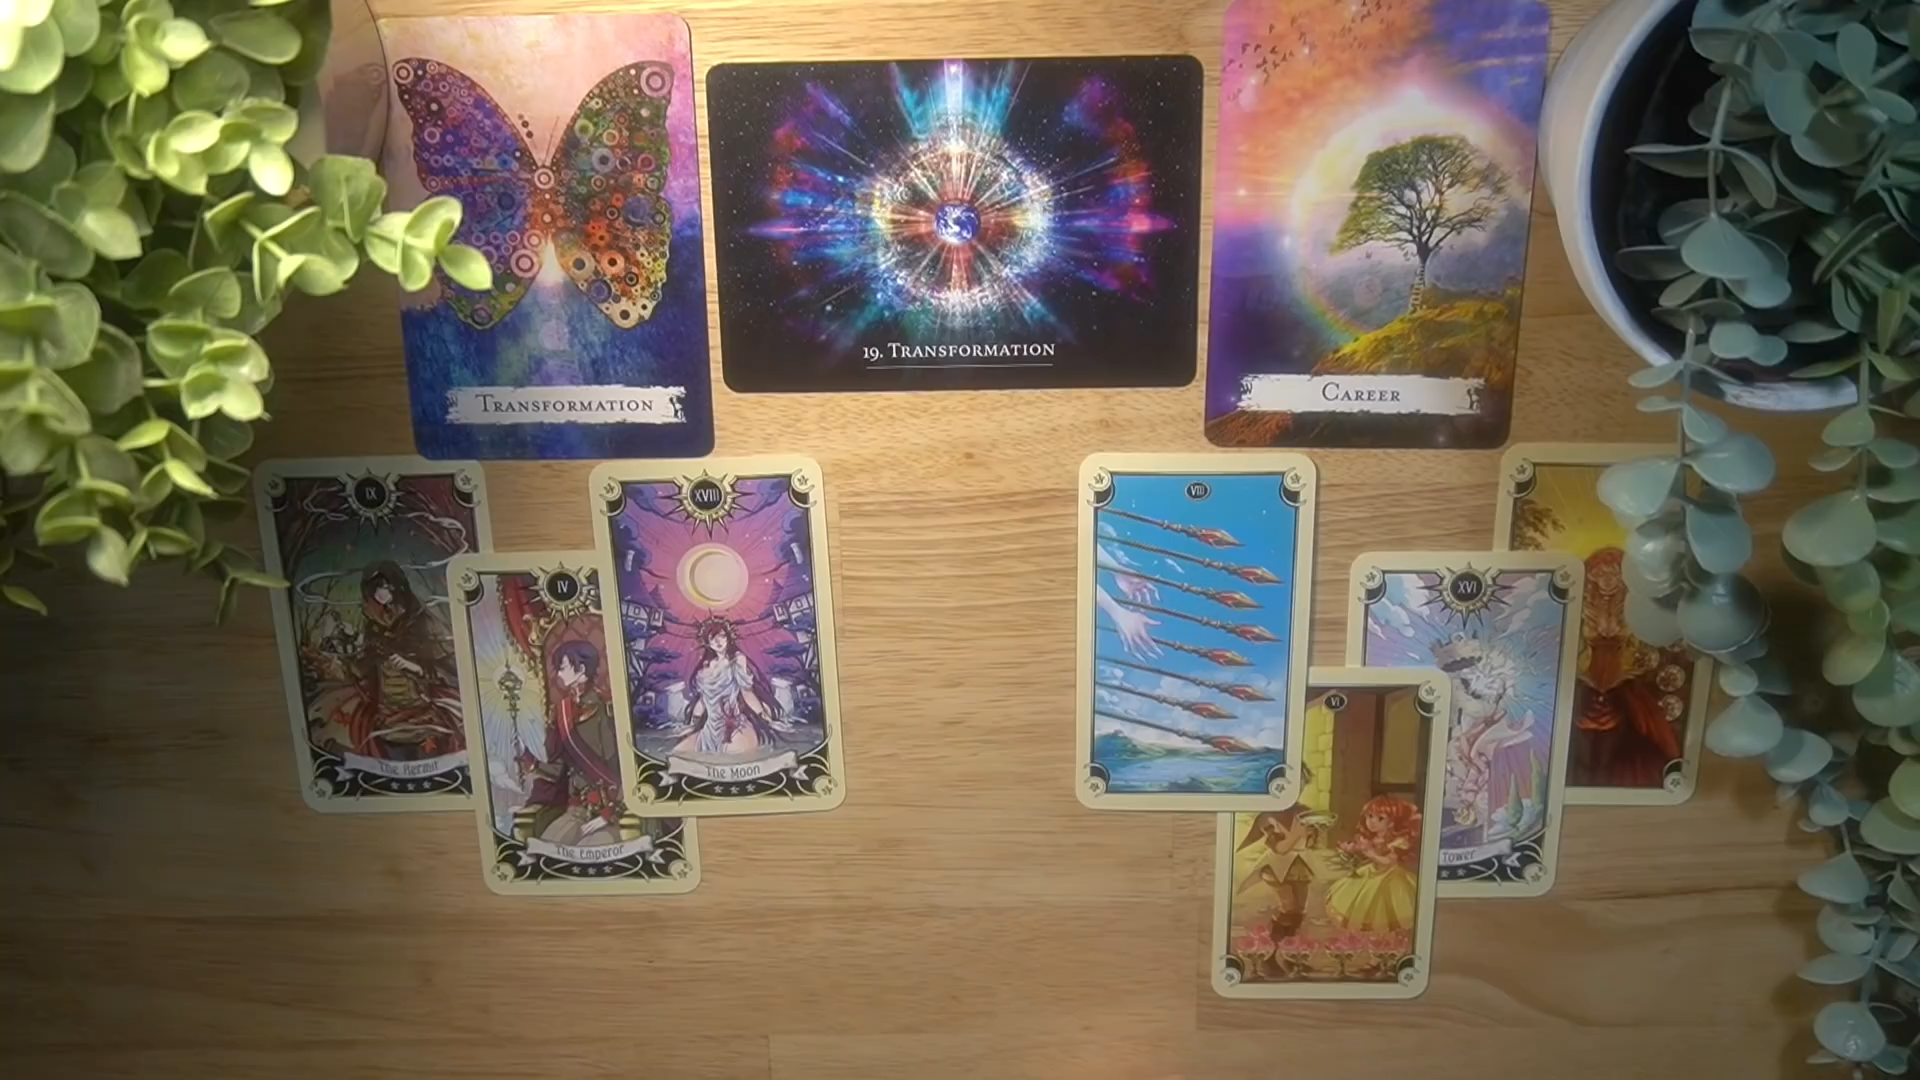 TRANSFORMATION
19. TRANSFORMATION
CAREER
IX
The Hermit
IV
The Emperor
XVIII
The Moon
VIII
VI
XVI
Tower